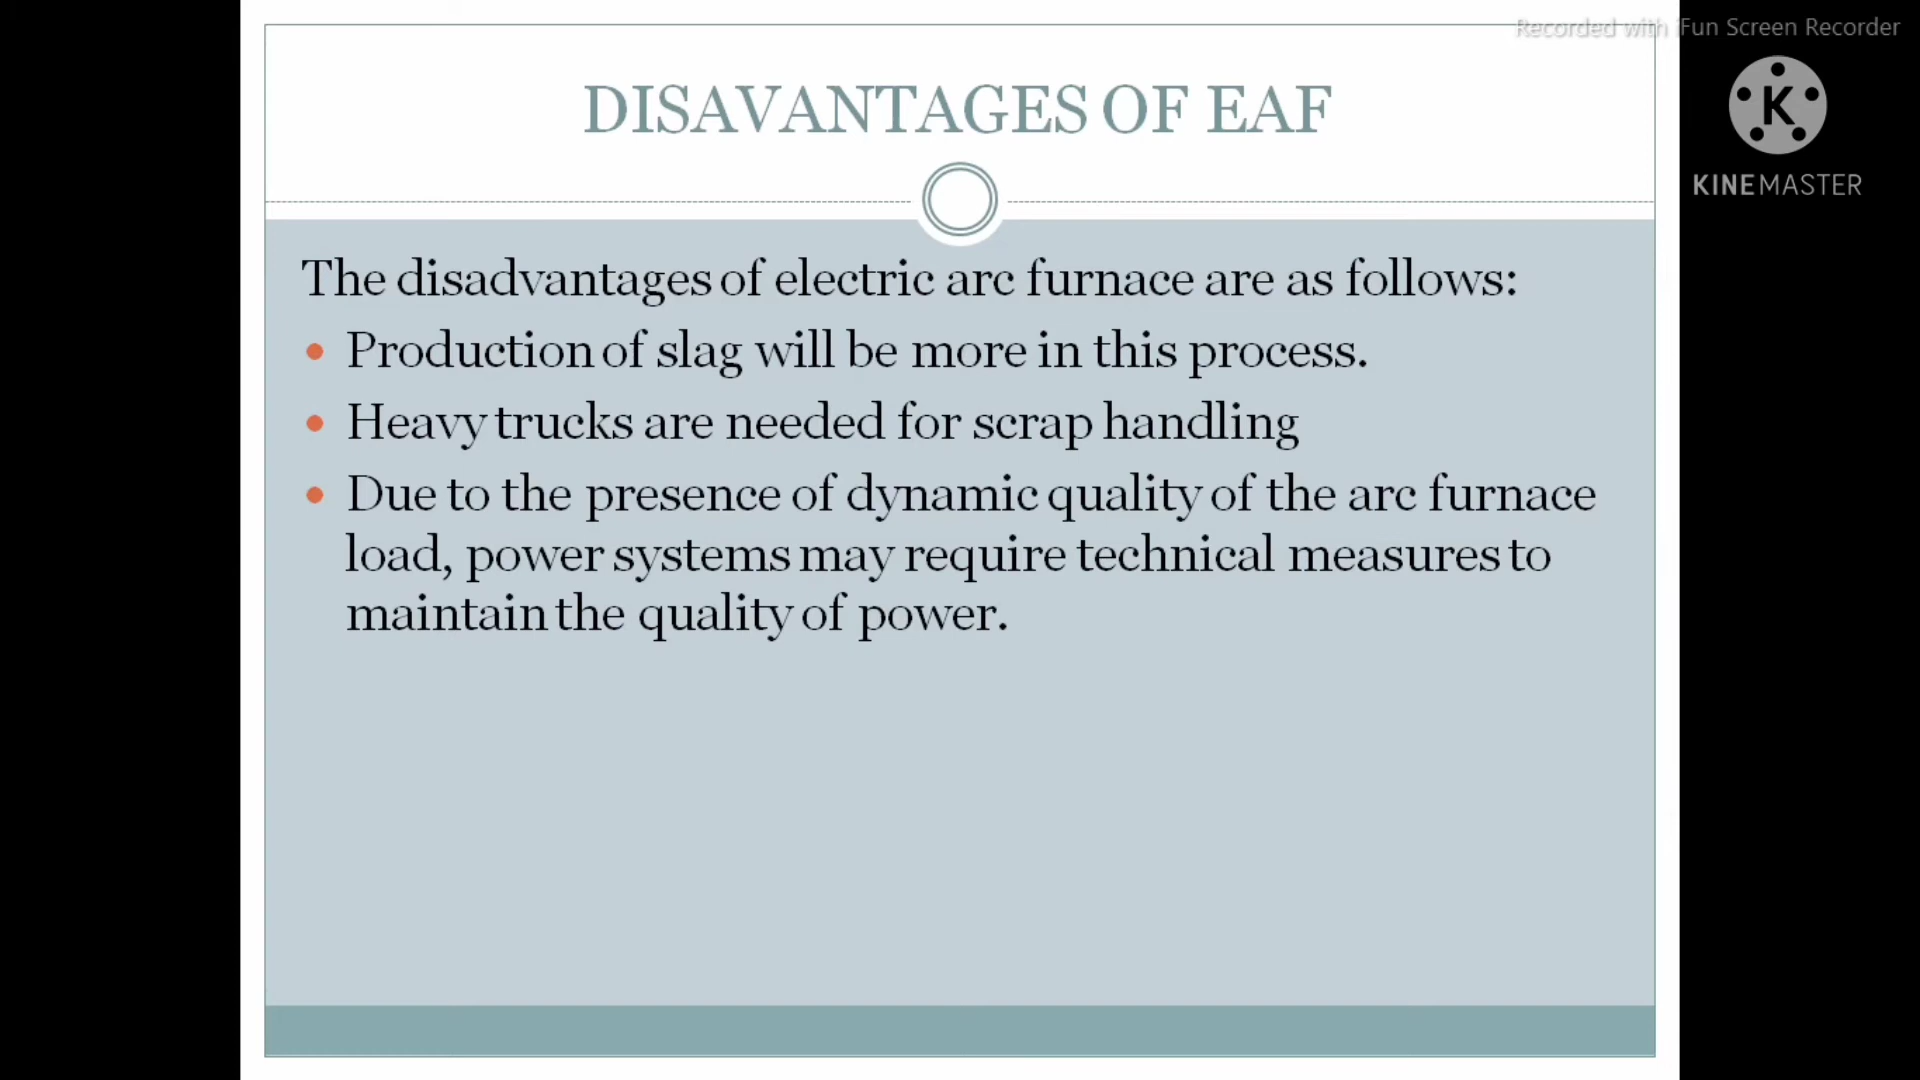 Recorded with iFun Screen Recorder
K
KINEMASTER
DISAVANTAGES OF EAF
The disadvantages of electric arc furnace are as follows:
• Production of slag will be more in this process.
• Heavy trucks are needed for scrap handling
• Due to the presence of dynamic quality of the arc furnace
load, power systems may require technical measures to
maintain the quality of power.